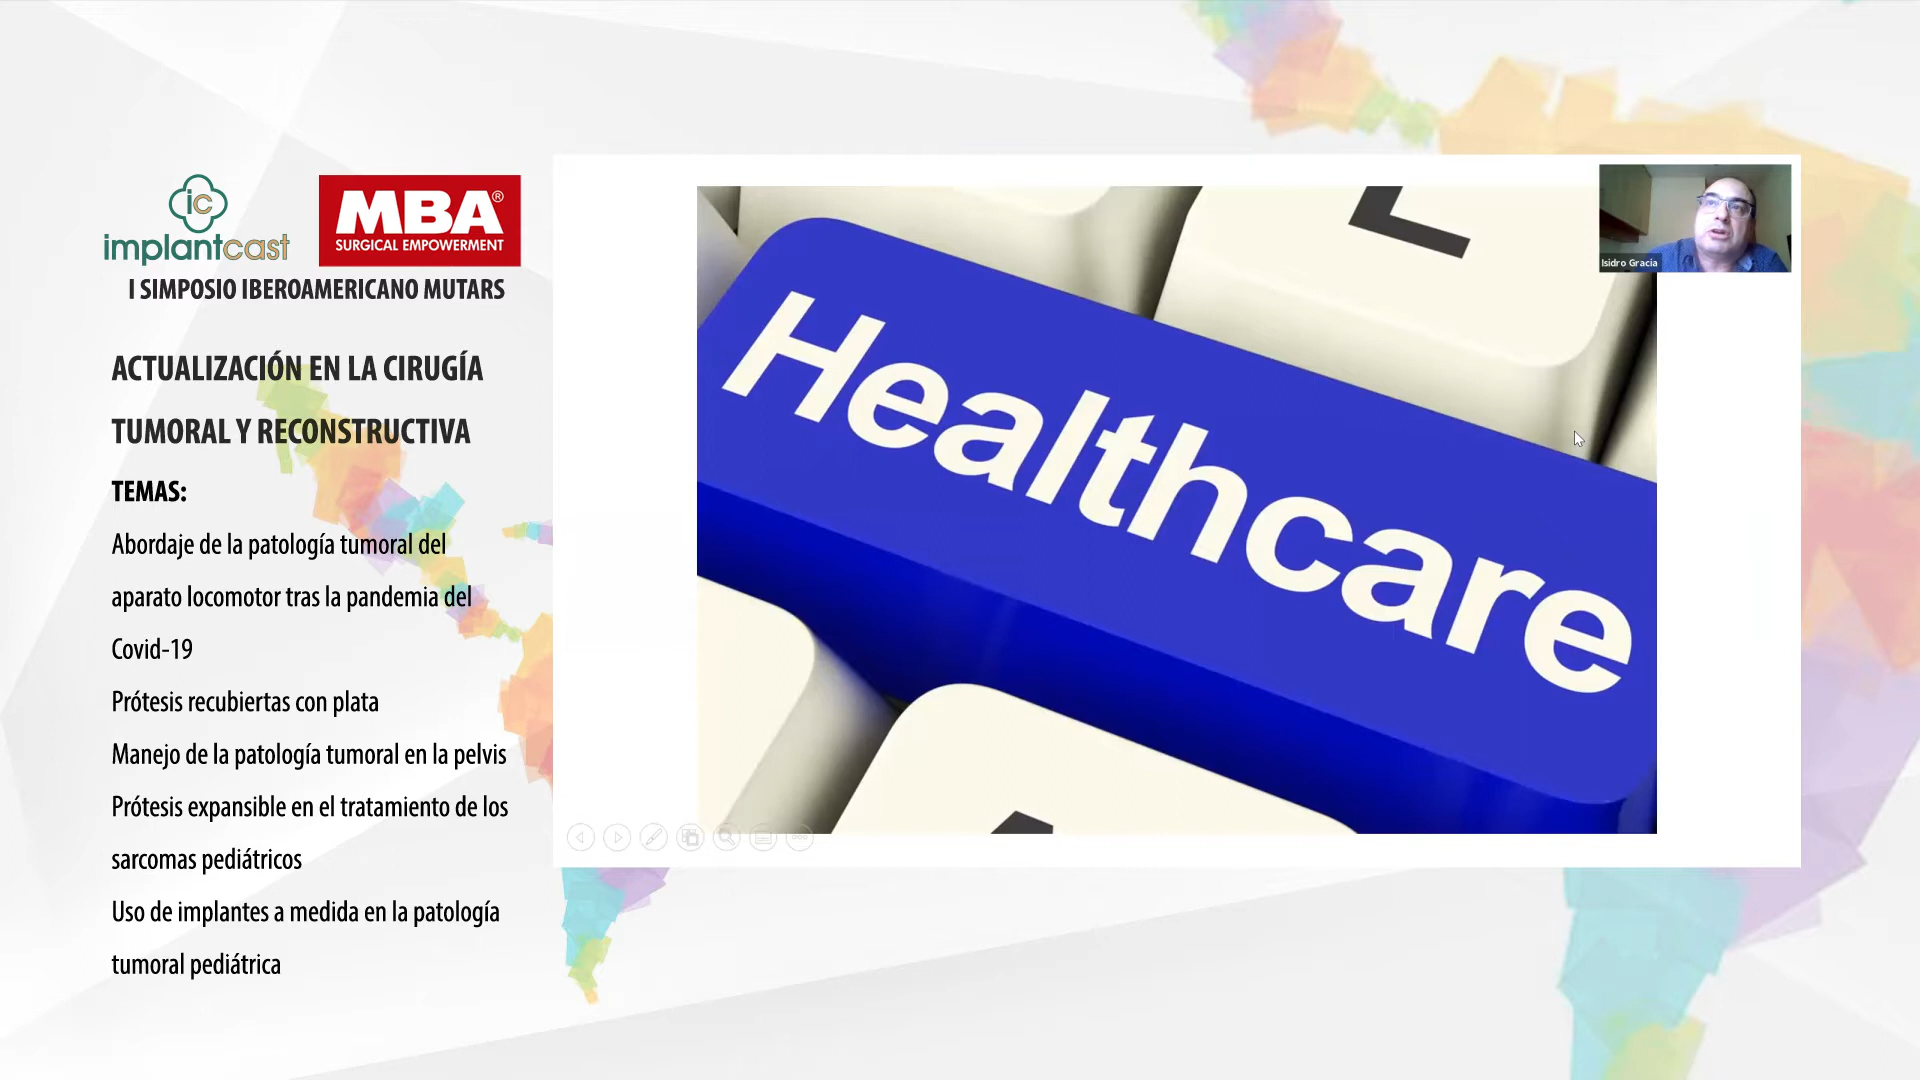 ic
implantcast
MBA®
SURGICAL EMPOWERMENT
I SIMPOSIO IBEROAMERICANO MUTARS
ACTUALIZACIÓN EN LA CIRUGÍA
TUMORAL Y RECONSTRUCTIVA
TEMAS:
Abordaje de la patología tumoral del
aparato locomotor tras la pandemia del
Covid-19
Prótesis recubiertas con plata
Manejo de la patología tumoral en la pelvis
Prótesis expansible en el tratamiento de los
sarcomas pediátricos
Uso de implantes a medida en la patología
tumoral pediátrica
Healthcare
Isidro Gracia